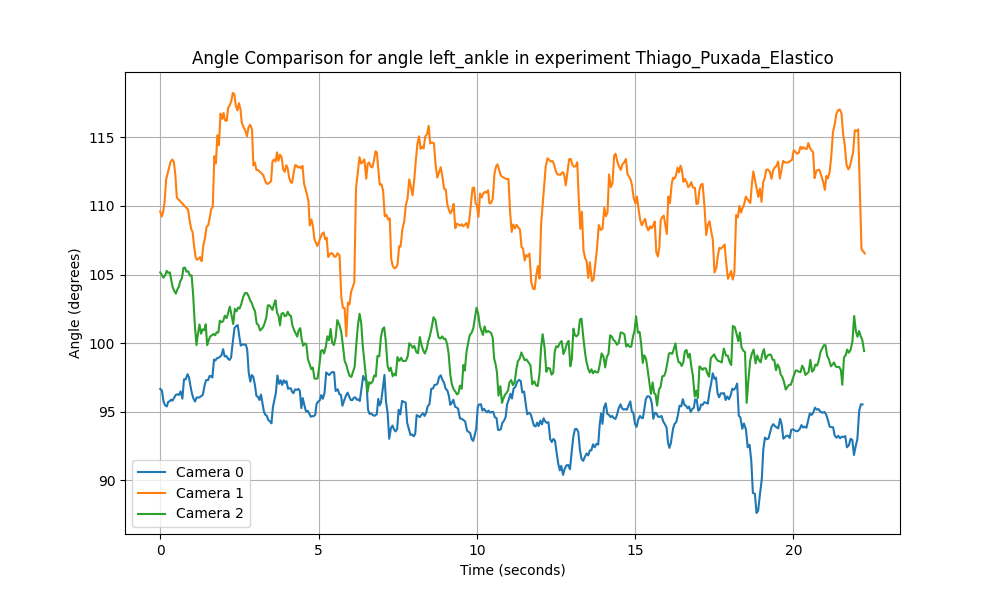 Angle Comparison for angle left_ankle in experiment Thiago_Puxada_Elastico
Angle (degrees)
115
110
105
100
95
90
Camera 0
Camera 1
Camera 2
0 5 10 15 20
Time (seconds)